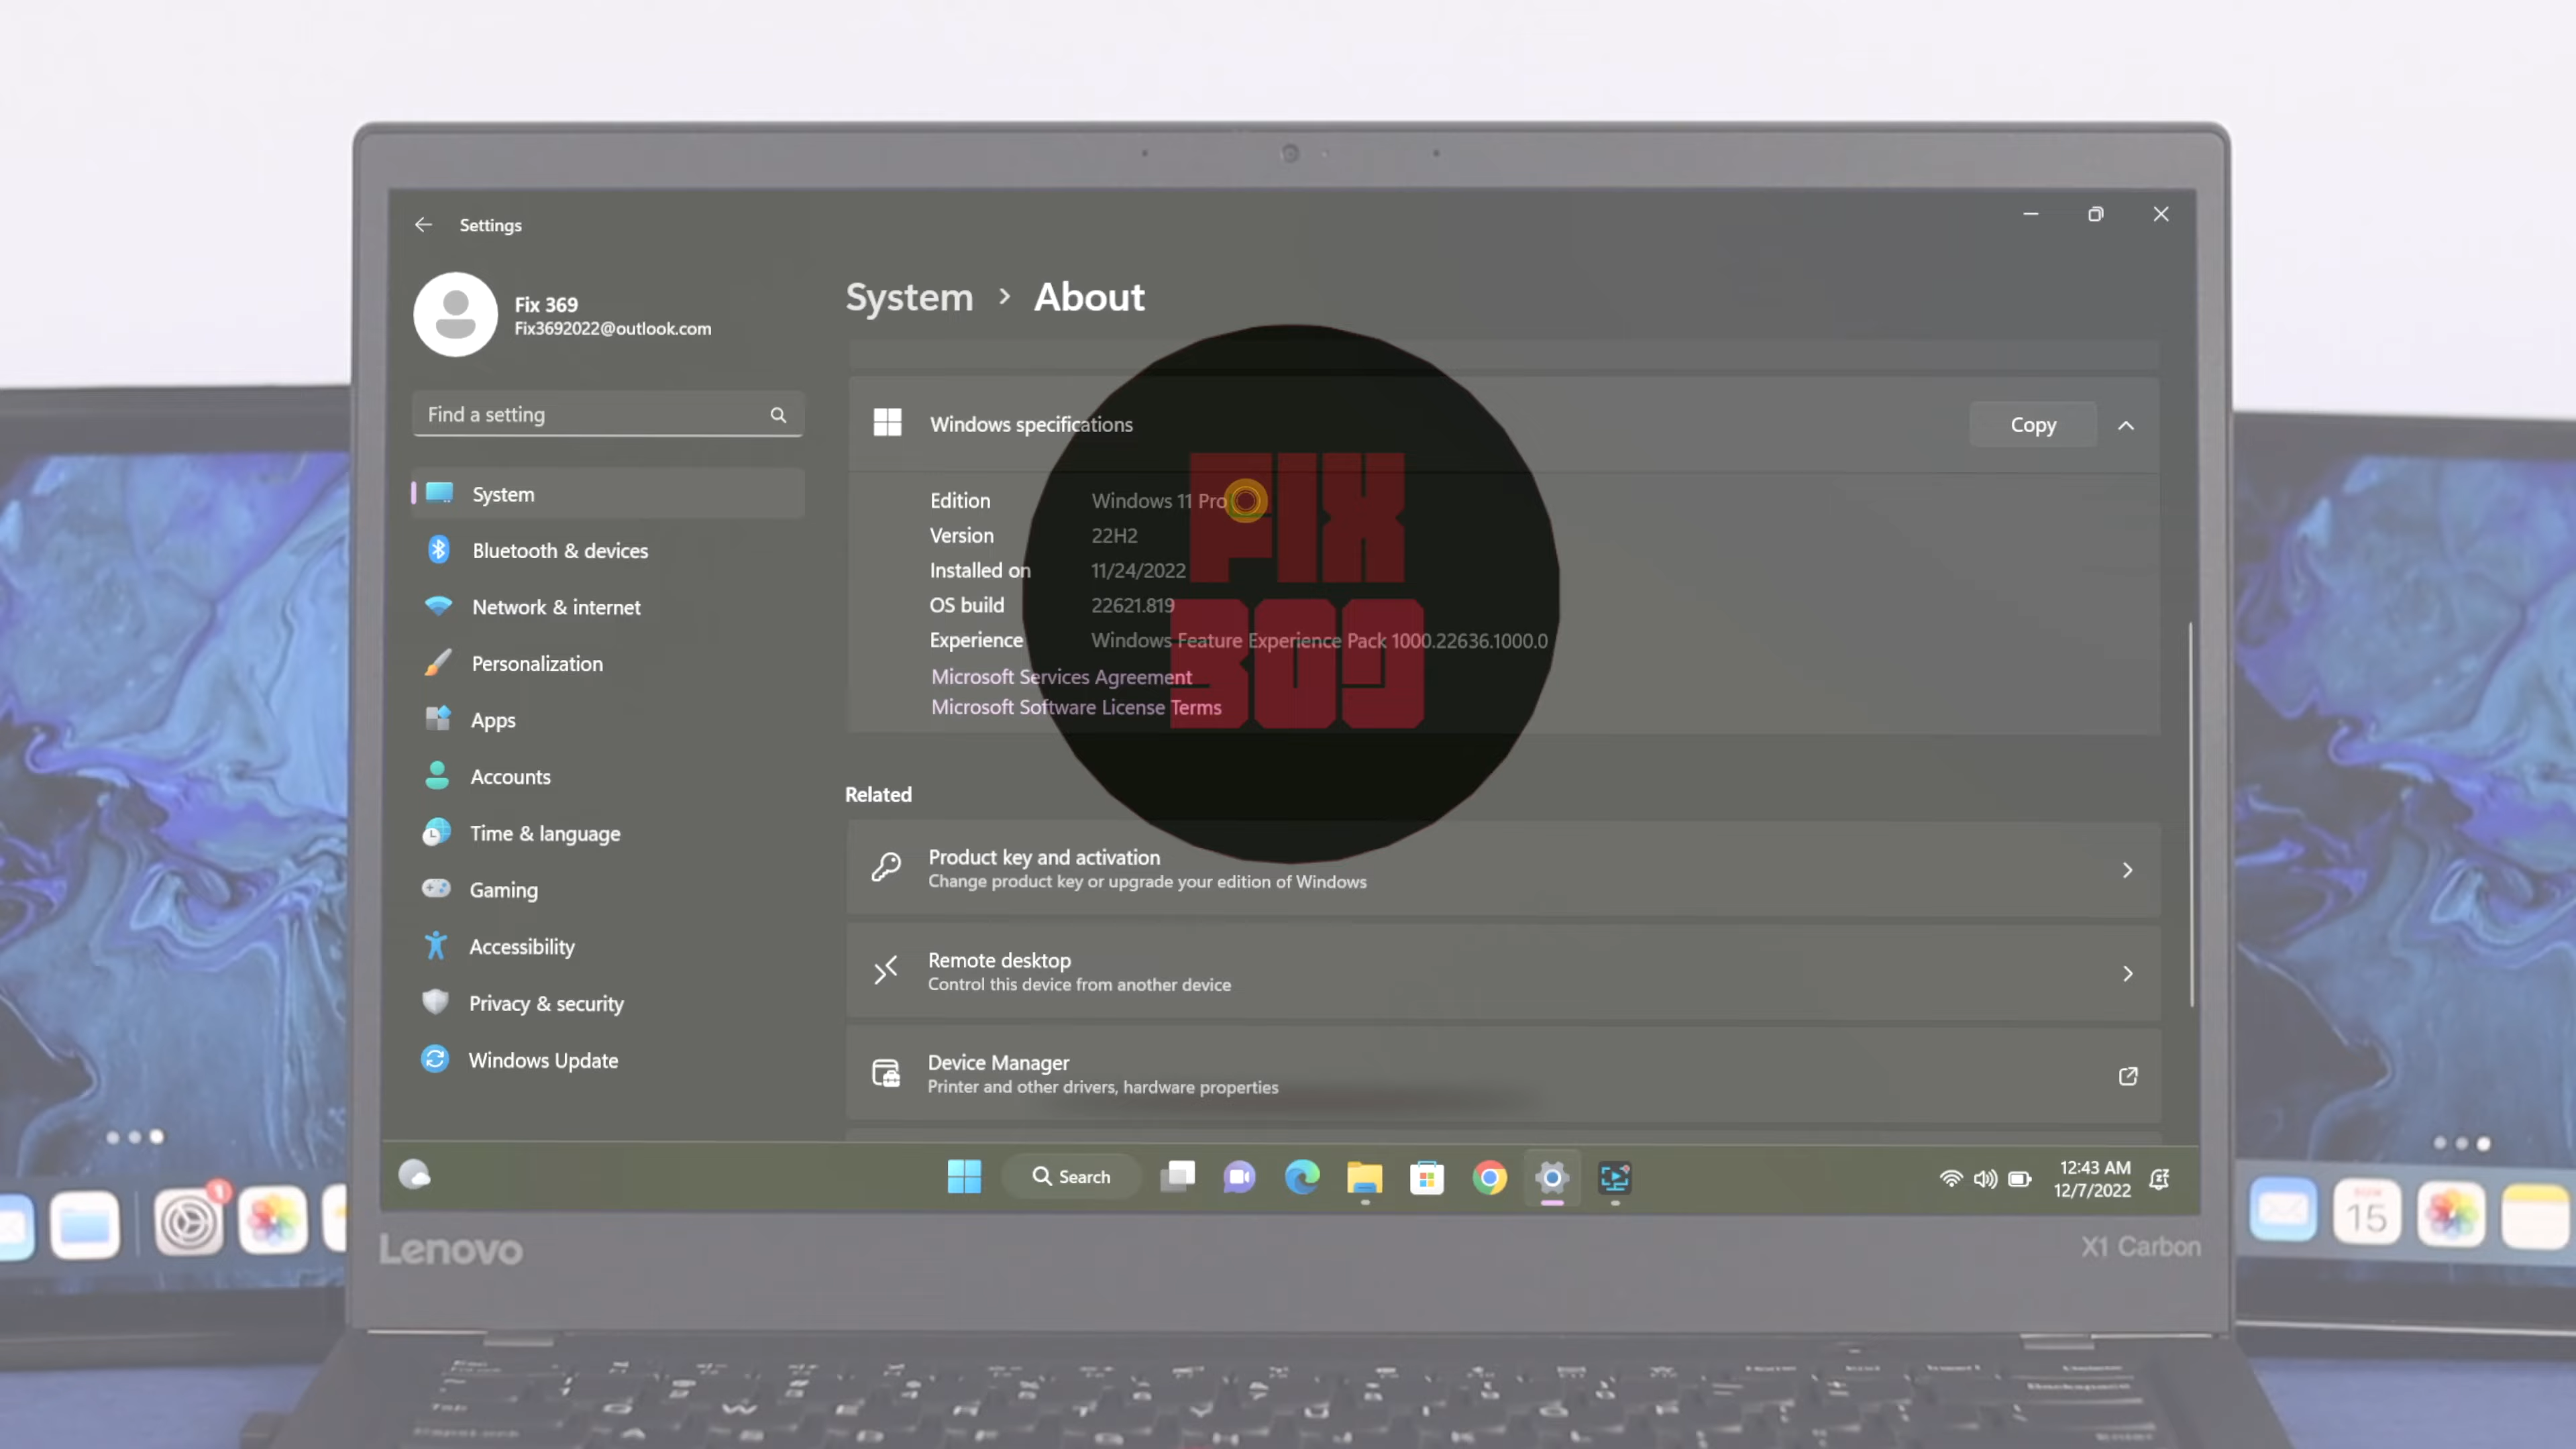 Settings
Fix 369
Fix3692022@outlook.com
Find a setting
System
Bluetooth & devices
Network & internet
Personalization
Apps
Accounts
Time & language
Gaming
Accessibility
Privacy & security
Windows Update
System > About
Windows specifications
Copy
Edition Windows 11 Pro
Version 22H2
Installed on 11/24/2022
OS build 22621.819
Experience Windows Feature Experience Pack 1000.22636.1000.0
Microsoft Services Agreement
Microsoft Software License Terms
FIX
369
Related
Product key and activation
Change product key or upgrade your edition of Windows
Remote desktop
Control this device from another device
Device Manager
Printer and other drivers, hardware properties
Search
12:43 AM
12/7/2022
1
15
Lenovo
X1 Carbon